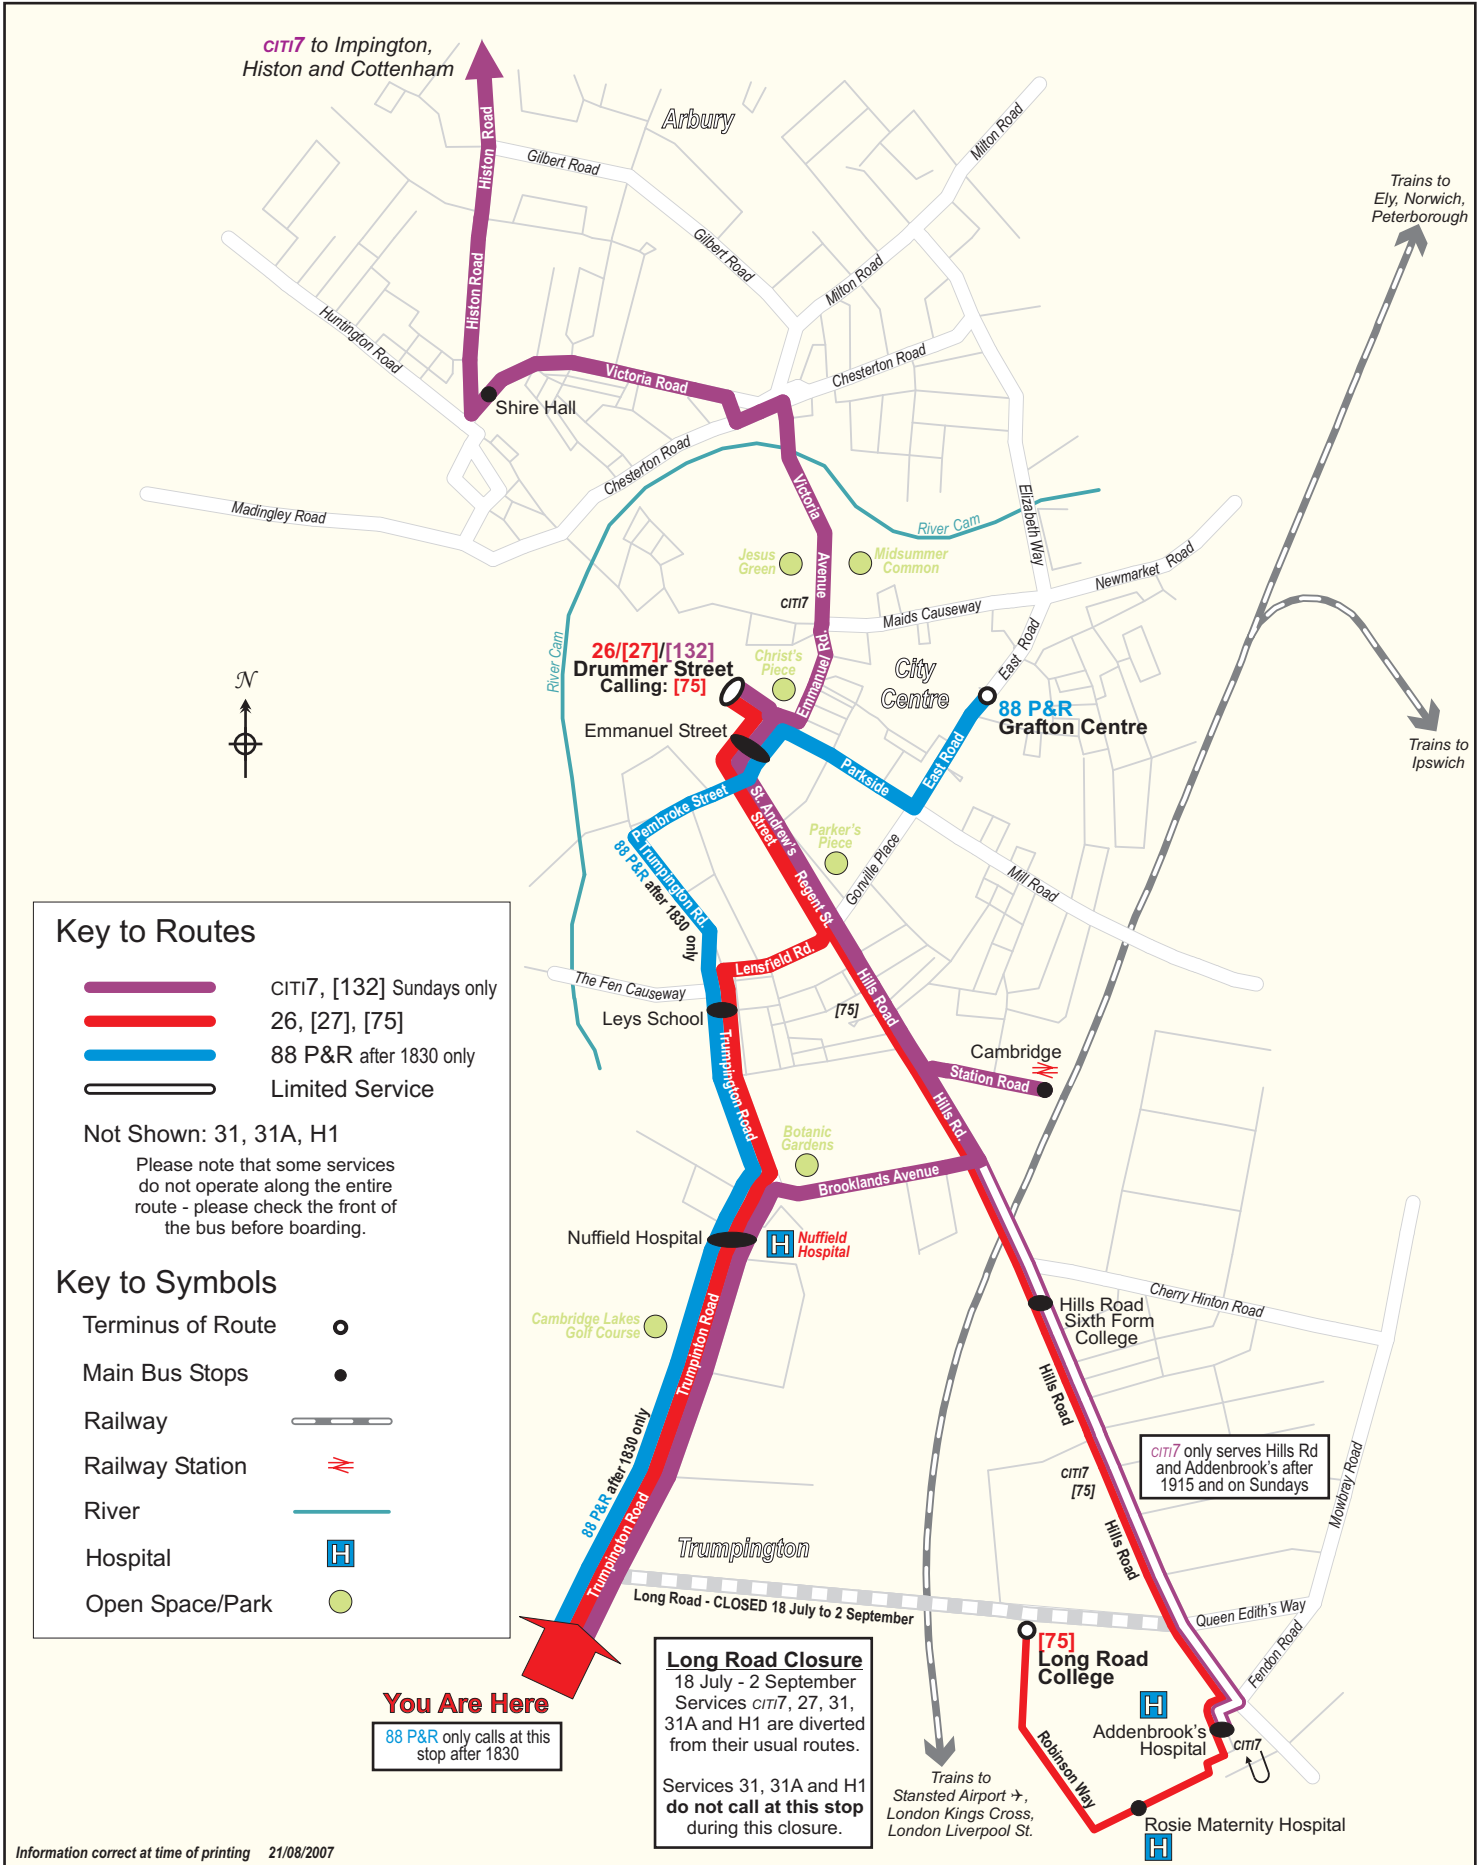 CITI7 to Impington,
Histon and Cottenham
Arbury
Milton Road
Histon Road
Gilbert Road
Trains to
Ely, Norwich,
Peterborough
Histon Road
Gilbert Road
Milton Road
Huntington Road
Chesterton Road
Victoria Road
Shire Hall
Chesterton Road
Madingley Road
Victoria
Avenue
River Cam
Elizabeth Way
Newmarket Road
Jesus
Green
Midsummer
Common
CITI7
Maids Causeway
East Road
River Cam
26/[27]/[132]
Drummer Street
Calling: [75]
Christ's
Piece
Emmanuel Rd.
City
Centre
N
88 P&R
Grafton Centre
Emmanuel Street
Parkside
East Road
Trains to
Ipswich
Pembroke Street
St. Andrew's
Street
Parker's
Piece
Gonville Place
Mill Road
Trumpington Rd.
88 P&R after 1830 only
Regent St.
Lensfield Rd.
Hills Road
The Fen Causeway
Leys School
[75]
Trumpington Road
Cambridge
Station Road
Hills Rd.
Botanic
Gardens
Brooklands Avenue
Nuffield Hospital
H
Nuffield
Hospital
Cambridge Lakes
Golf Course
Trumpinton Road
Cherry Hinton Road
Hills Road
Sixth Form
College
Hills Road
88 P&R after 1830 only
CITI7
[75]
CITI7 only serves Hills Rd
and Addenbrook's after
1915 and on Sundays
Mowbray Road
Trumpington Road
Hills Road
Trumpington
Long Road - CLOSED 18 July to 2 September
Queen Edith's Way
Fendon Road
[75]
Long Road
College
H
Addenbrook's
Hospital
CITI7
Robinson Way
Rosie Maternity Hospital
H
Trains to
Stansted Airport ✈,
London Kings Cross,
London Liverpool St.
You Are Here
88 P&R only calls at this
stop after 1830
Long Road Closure
18 July - 2 September
Services CITI7, 27, 31,
31A and H1 are diverted
from their usual routes.
Services 31, 31A and H1
do not call at this stop
during this closure.
Key to Routes
CITI7, [132] Sundays only
26, [27], [75]
88 P&R after 1830 only
Limited Service
Not Shown: 31, 31A, H1
Please note that some services
do not operate along the entire
route - please check the front of
the bus before boarding.
Key to Symbols
Terminus of Route
Main Bus Stops
Railway
Railway Station
River
Hospital
H
Open Space/Park
Information correct at time of printing 21/08/2007